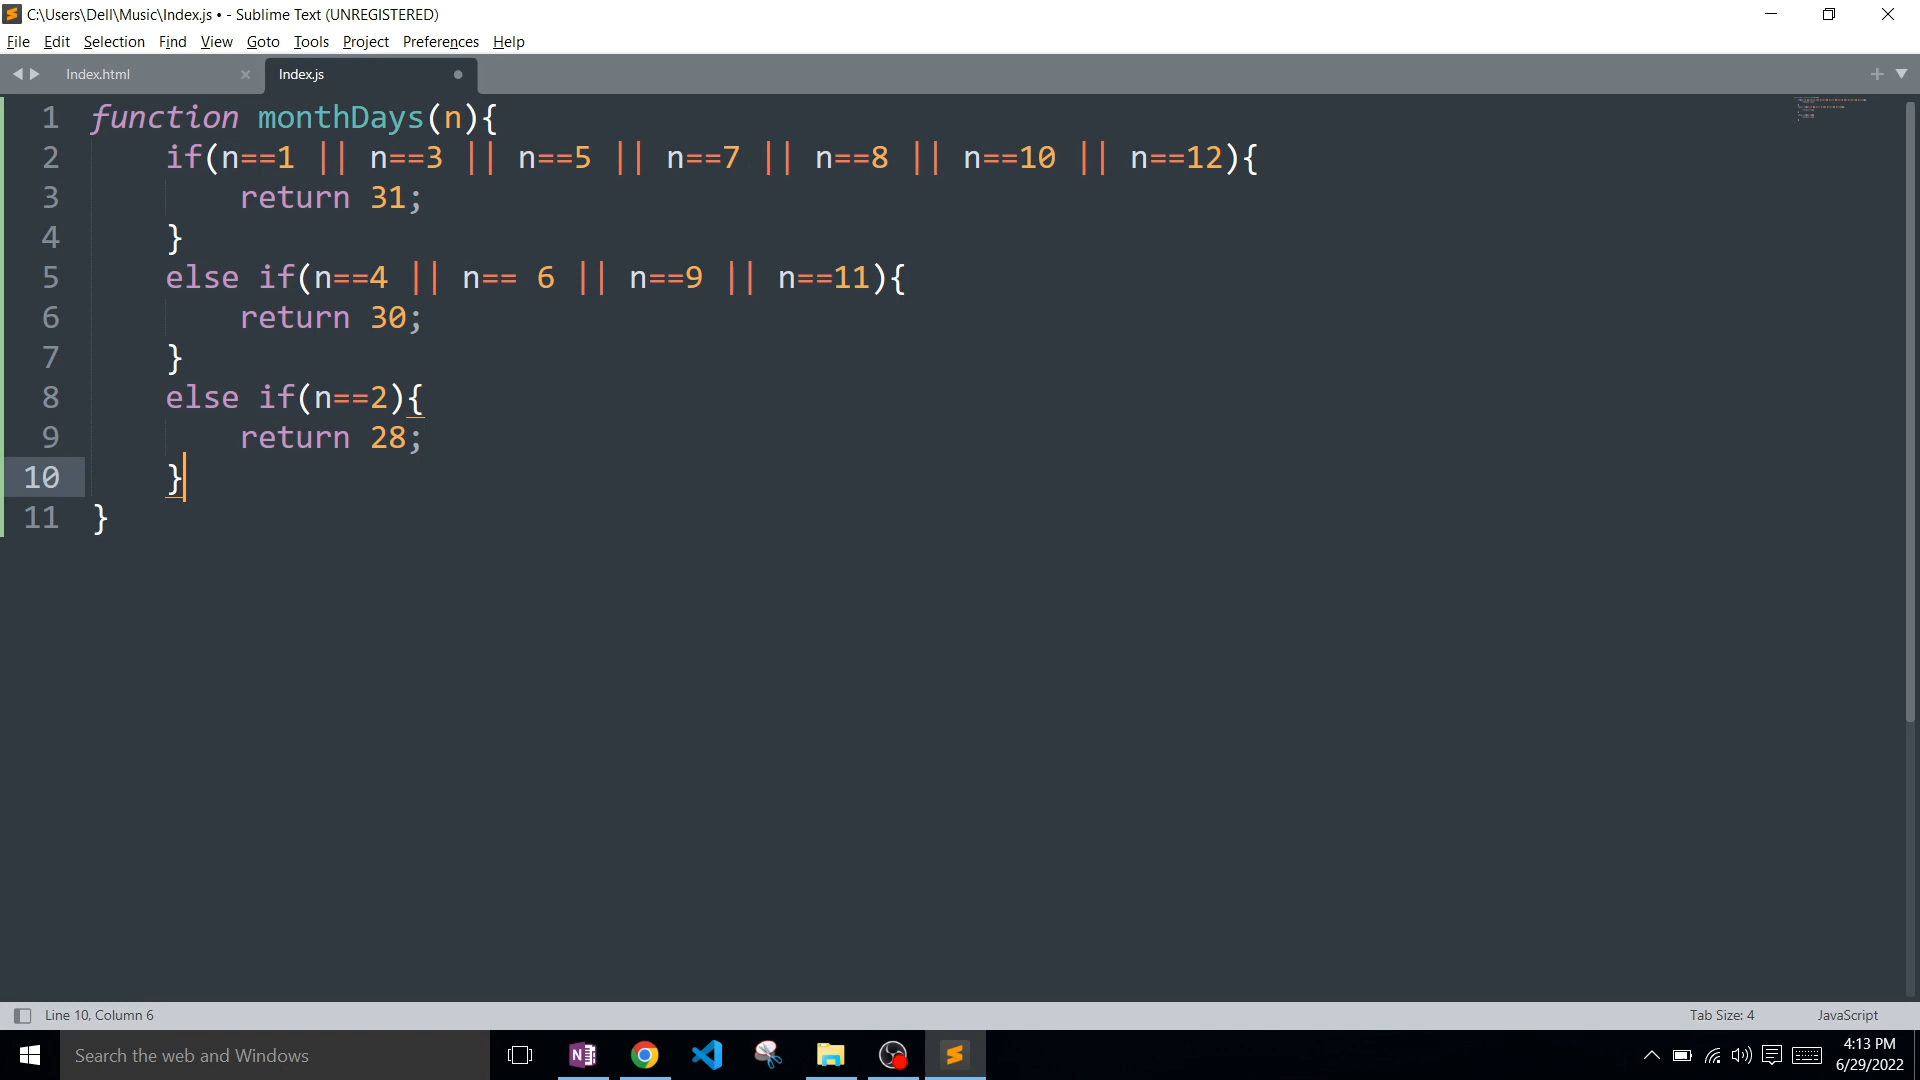 C:\Users\Dell\Music\Index.js • - Sublime Text (UNREGISTERED)
File Edit Selection Find View Goto Tools Project Preferences Help
Index.html × Index.js
1 function monthDays(n){
2 if(n==1 || n==3 || n==5 || n==7 || n==8 || n==10 || n==12){
3 return 31;
4 }
5 else if(n==4 || n== 6 || n==9 || n==11){
6 return 30;
7 }
8 else if(n==2){
9 return 28;
10 }
11 }
Line 10, Column 6 Tab Size: 4 JavaScript
Search the web and Windows
4:13 PM
6/29/2022